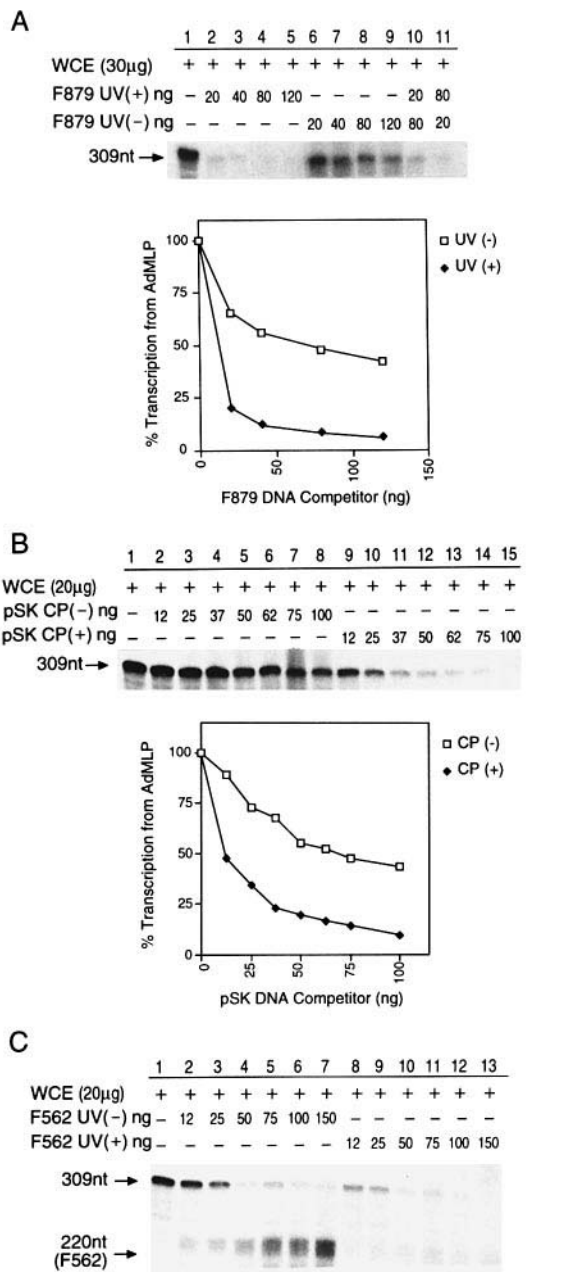 A
1 2 3 4 5 6 7 8 9 10 11
WCE (30µg) + + + + + + + + + + +
F879 UV(+) ng – 20 40 80 120 – – – – 20 80
F879 UV(–) ng – – – – – 20 40 80 120 80 20
309nt
% Transcription from AdMLP
100
75
50
25
0
0 50 100 150
F879 DNA Competitor (ng)
UV (-)
UV (+)
B
1 2 3 4 5 6 7 8 9 10 11 12 13 14 15
WCE (20µg) + + + + + + + + + + + + + + +
pSK CP(–) ng – 12 25 37 50 62 75 100 – – – – – – –
pSK CP(+) ng – – – – – – – – 12 25 37 50 62 75 100
309nt
% Transcription from AdMLP
100
75
50
25
0
0 25 50 75 100
pSK DNA Competitor (ng)
CP (-)
CP (+)
C
1 2 3 4 5 6 7 8 9 10 11 12 13
WCE (20µg) + + + + + + + + + + + + +
F562 UV(–) ng – 12 25 50 75 100 150 – – – – – –
F562 UV(+) ng – – – – – – – 12 25 50 75 100 150
309nt
220nt
(F562)